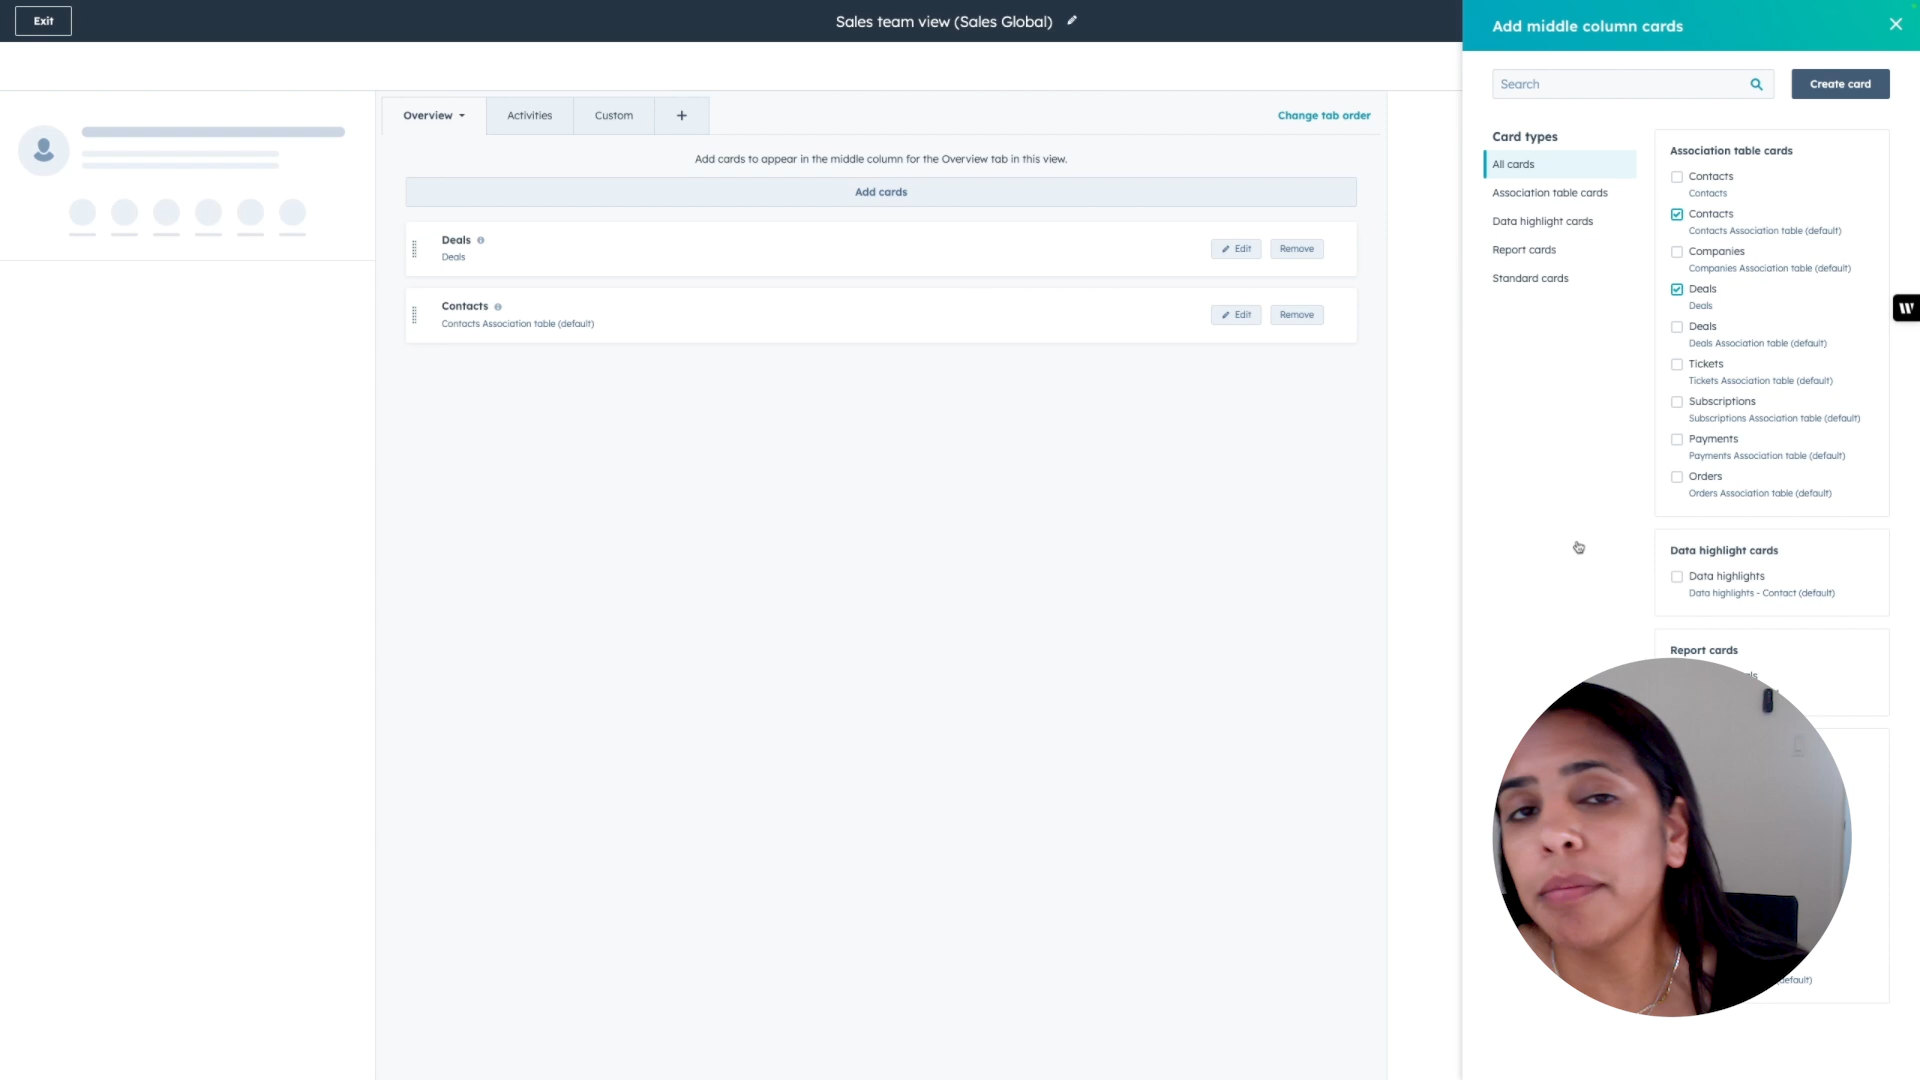 Exit
Sales team view (Sales Global)
Add middle column cards
Search
Create card
Overview
Activities
Custom
+
Change tab order
Add cards to appear in the middle column for the Overview tab in this view.
Add cards
Deals
Deals
Edit
Remove
Contacts
Contacts Association table (default)
Edit
Remove
Card types
All cards
Association table cards
Data highlight cards
Report cards
Standard cards
Association table cards
Contacts
Contacts
Contacts
Contacts Association table (default)
Companies
Companies Association table (default)
Deals
Deals
Deals
Deals Association table (default)
Tickets
Tickets Association table (default)
Subscriptions
Subscriptions Association table (default)
Payments
Payments Association table (default)
Orders
Orders Association table (default)
Data highlight cards
Data highlights
Data highlights - Contact (default)
Report cards
(default)